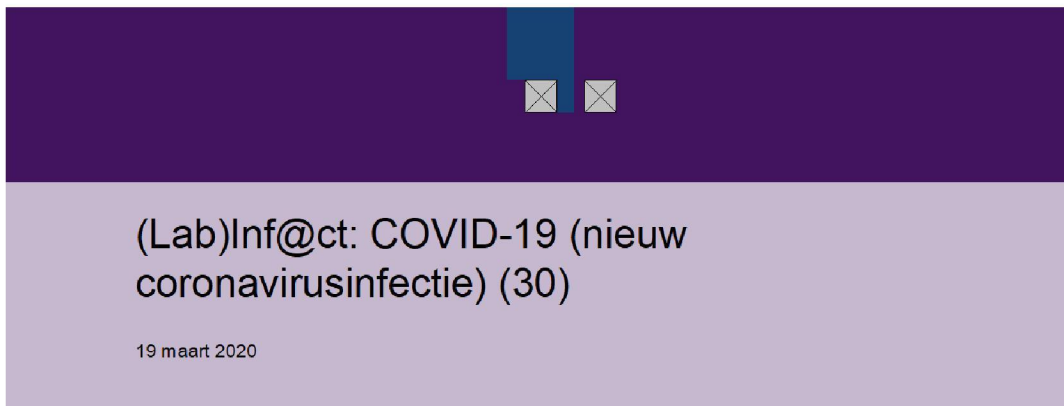 (Lab)Inf@ct: COVID-19 (nieuw
coronavirusinfectie) (30)
19 maart 2020